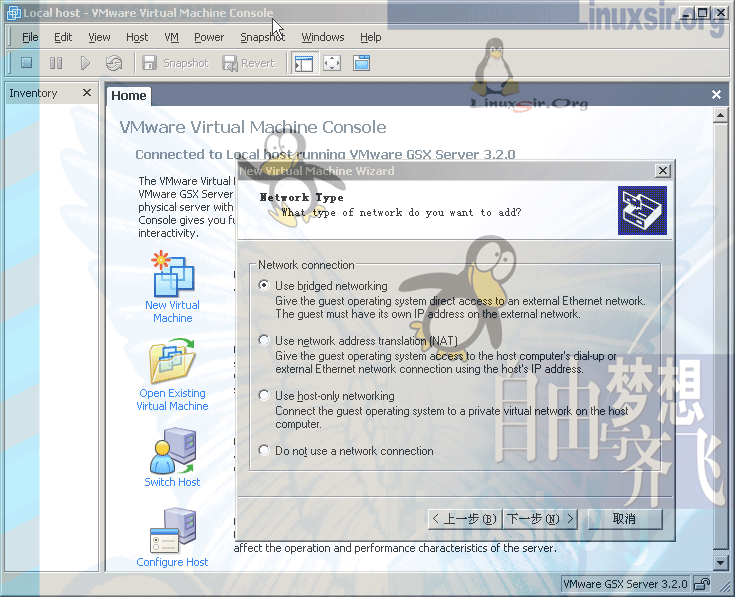 Local host - VMware Virtual Machine Console
inuxsir.org
File Edit View Host VM Power Snapshot Windows Help
Snapshot Revert
LinuxSir.Org
Inventory
Home
VMware Virtual Machine Console
Connected to Local host running VMware GSX Server 3.2.0
The VMware Virtual
VMware GSX Server
physical server with
Console gives you fu
interactivity.
New Virtual
Machine
Open Existing
Virtual Machine
Switch Host
Configure Host
New Virtual Machine Wizard
Network Type
What type of network do you want to add?
Network connection
Use bridged networking
Give the guest operating system direct access to an external Ethernet network.
The guest must have its own IP address on the external network.
Use network address translation (NAT)
Give the guest operating system access to the host computer's dial-up or
external Ethernet network connection using the host's IP address.
Use host-only networking
Connect the guest operating system to a private virtual network on the host
computer.
Do not use a network connection
自由与梦想齐飞
< 上一步(B) 下一步(N) > 取消
affect the operation and performance characteristics of the server.
VMware GSX Server 3.2.0